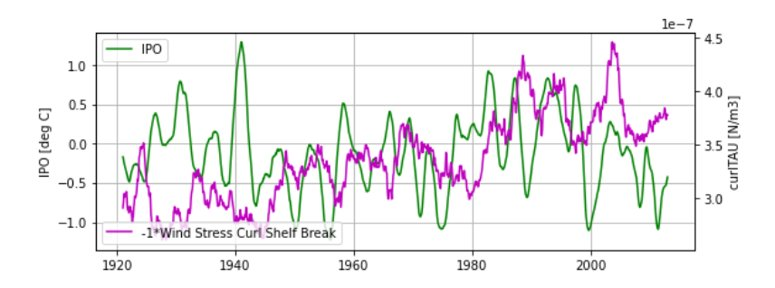 1e−7
IPO
1.0
0.5
0.0
−0.5
−1.0
IPO [deg C]
4.5
4.0
3.5
3.0
curlTAU [N/m3]
-1*Wind Stress Curl Shelf Break
1920
1940
1960
1980
2000